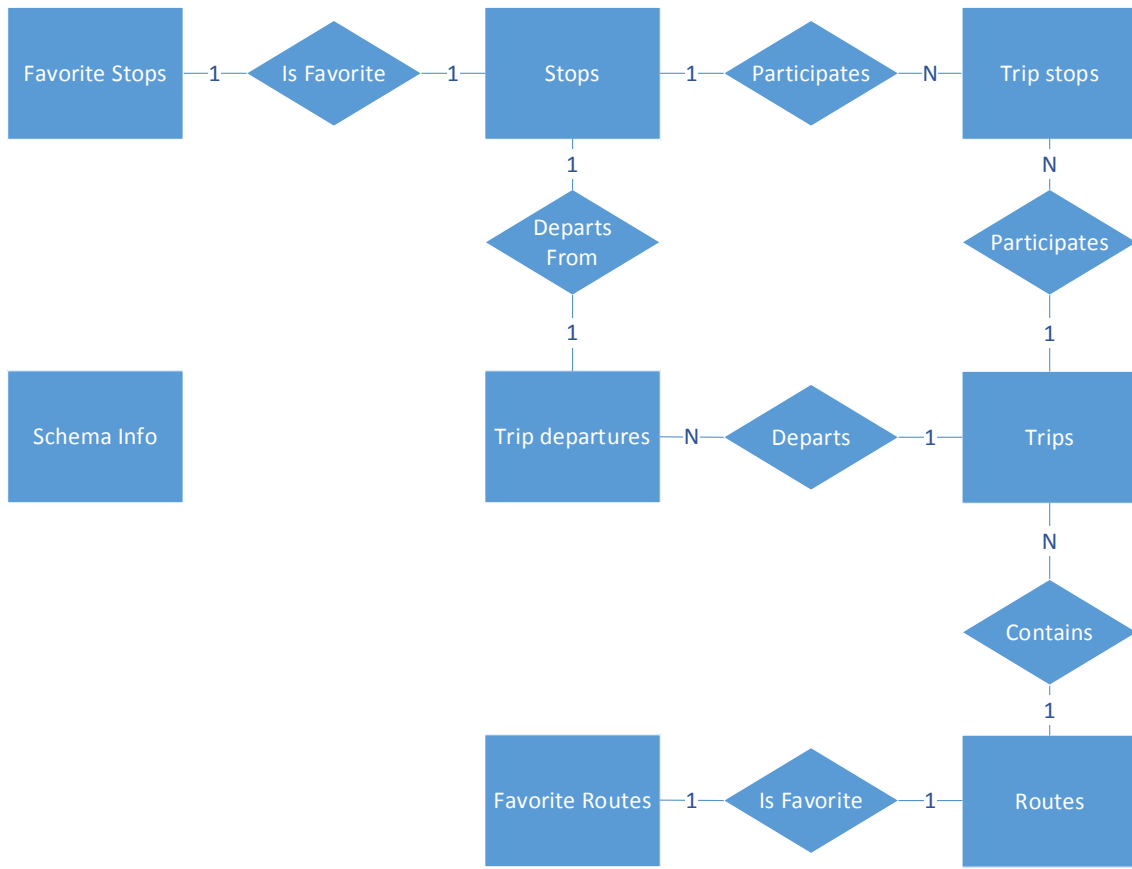 Favorite Stops
1
Is Favorite
1
Stops
1
Participates
N
Trip stops
1
N
Departs
From
Participates
1
1
Schema Info
Trip departures
N
Departs
1
Trips
N
Contains
1
Favorite Routes
1
Is Favorite
1
Routes